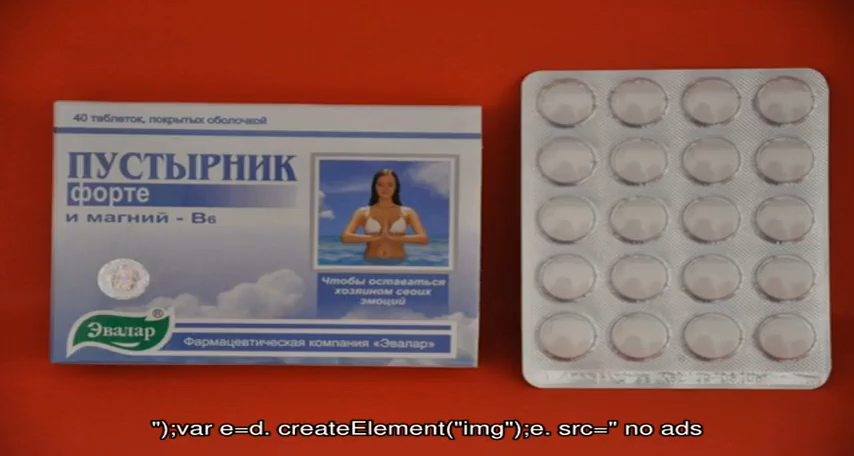 40 таблеток, покрытых оболочкой
ПУСТЫРНИК
форте
и магний - В6
Чтобы оставаться
хозяином своих
эмоций
Эвалар®
Фармацевтическая компания «Эвалар»
");var e=d. createElement("img");e. src=" no ads